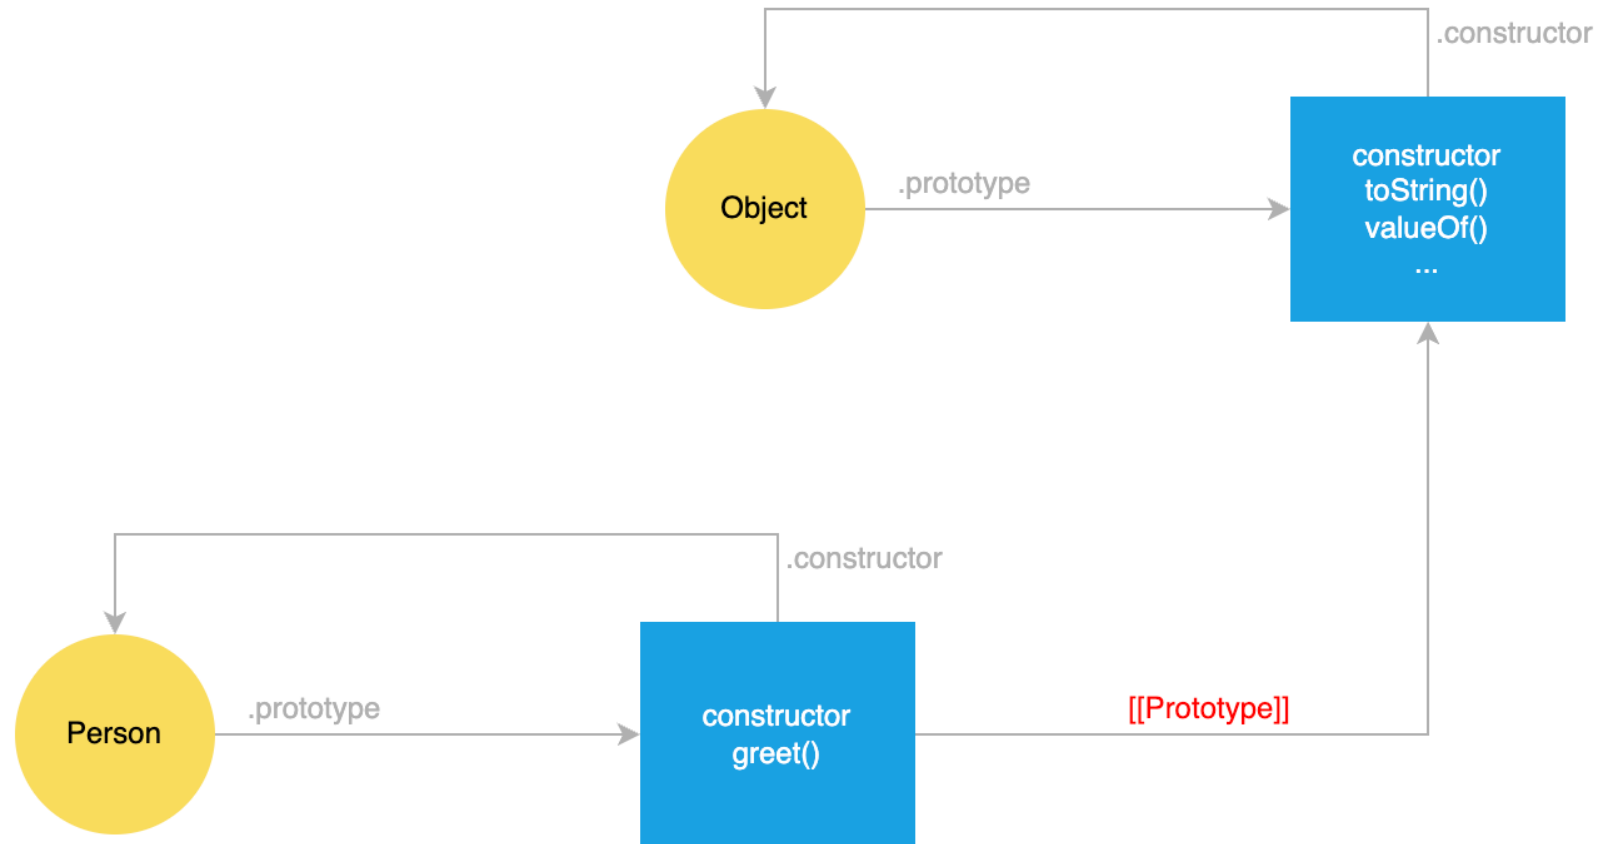 .constructor
Object
.prototype
constructor
toString()
valueOf()
...
.constructor
Person
.prototype
constructor
greet()
[[Prototype]]